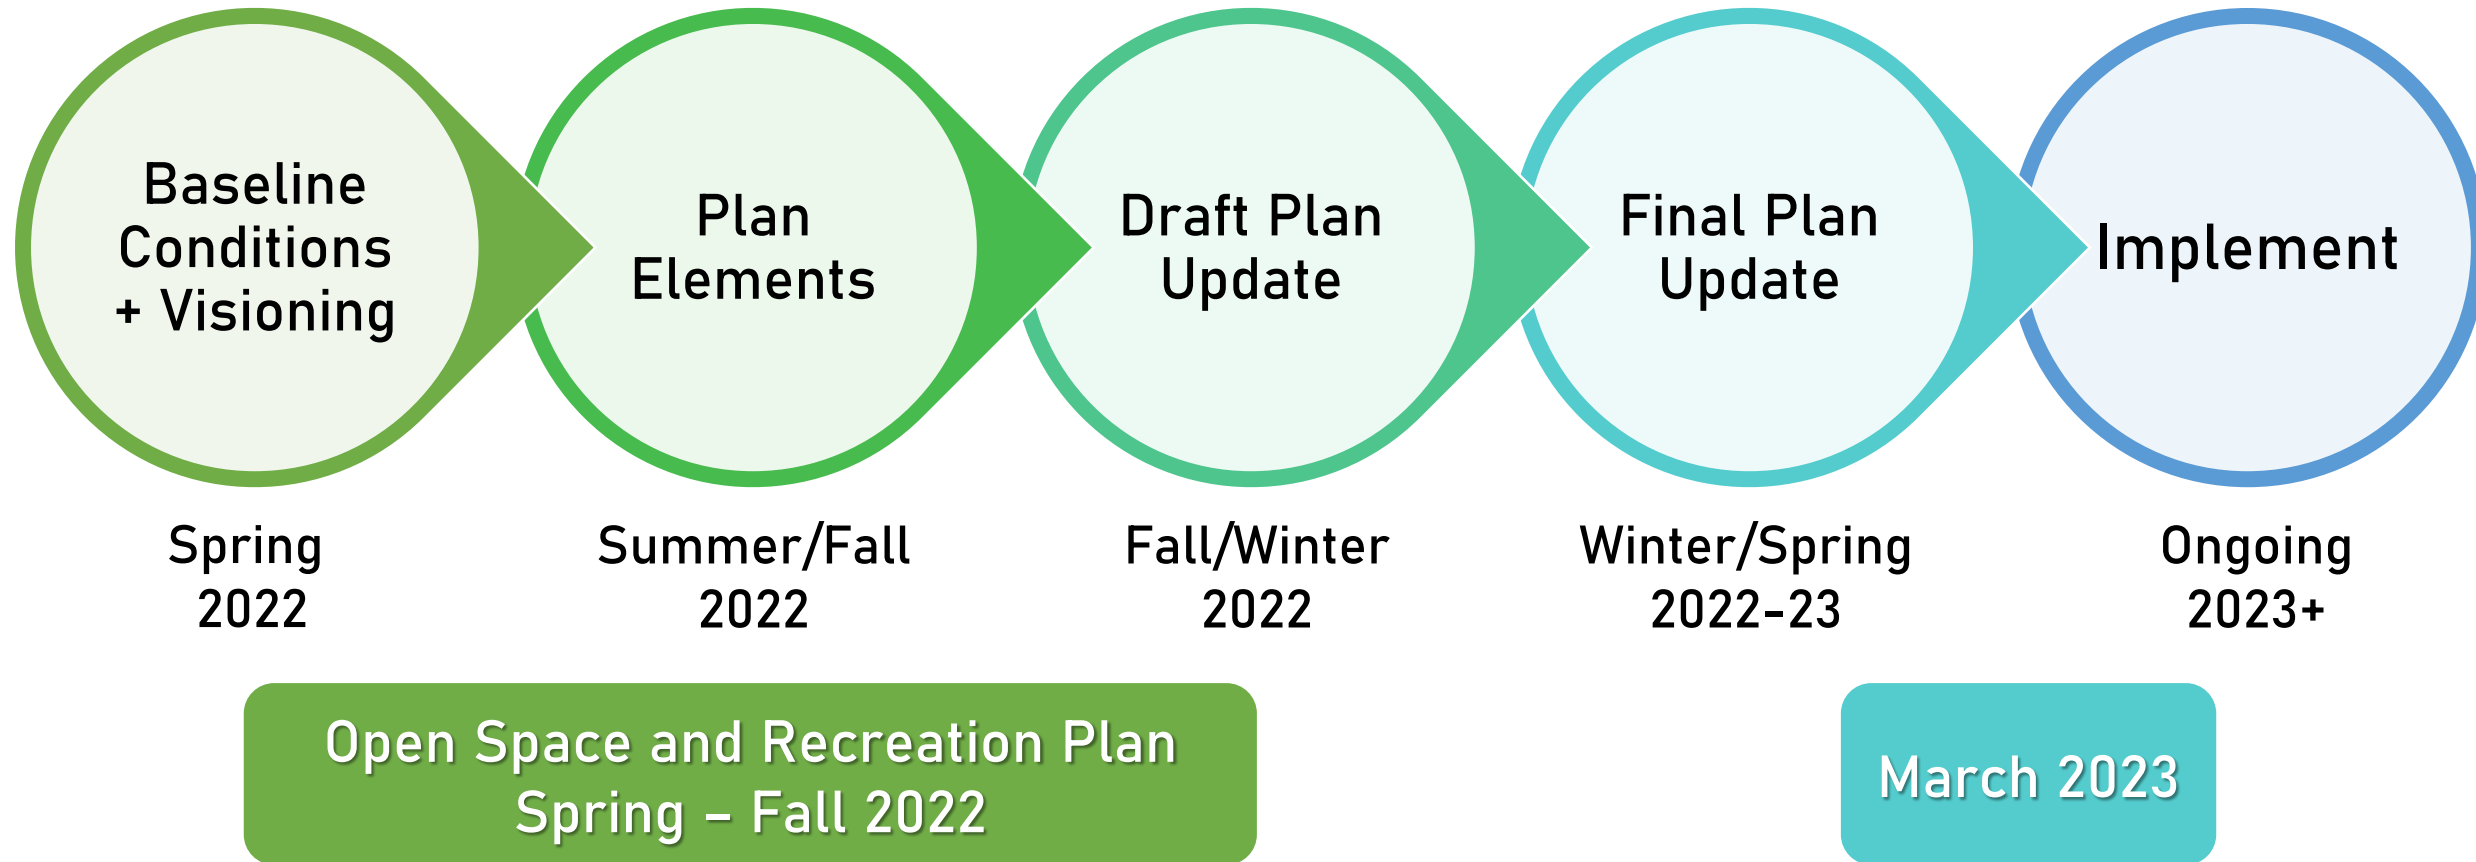 Baseline
Conditions
+ Visioning
Plan
Elements
Draft Plan
Update
Final Plan
Update
Implement
Spring
2022
Summer/Fall
2022
Fall/Winter
2022
Winter/Spring
2022-23
Ongoing
2023+
Open Space and Recreation Plan
Spring – Fall 2022
March 2023